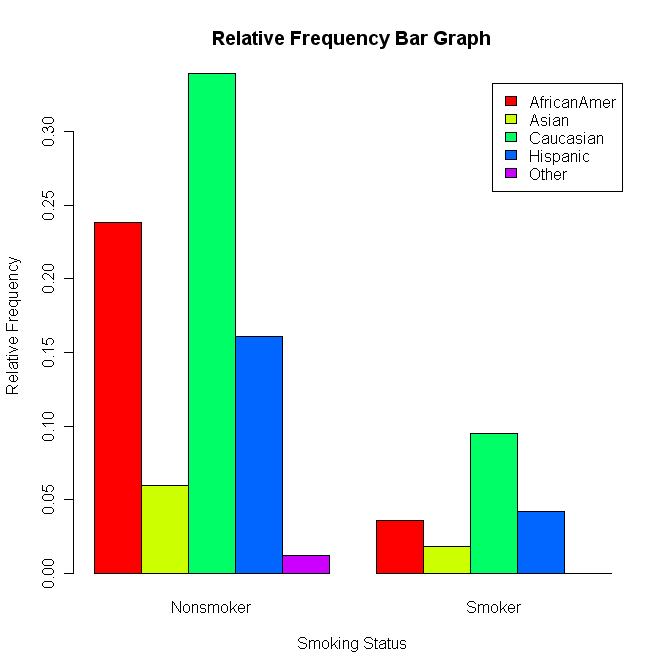 Relative Frequency Bar Graph
AfricanAmer
Asian
Caucasian
Hispanic
Other
Relative Frequency
0.30
0.25
0.20
0.15
0.10
0.05
0.00
Nonsmoker
Smoker
Smoking Status